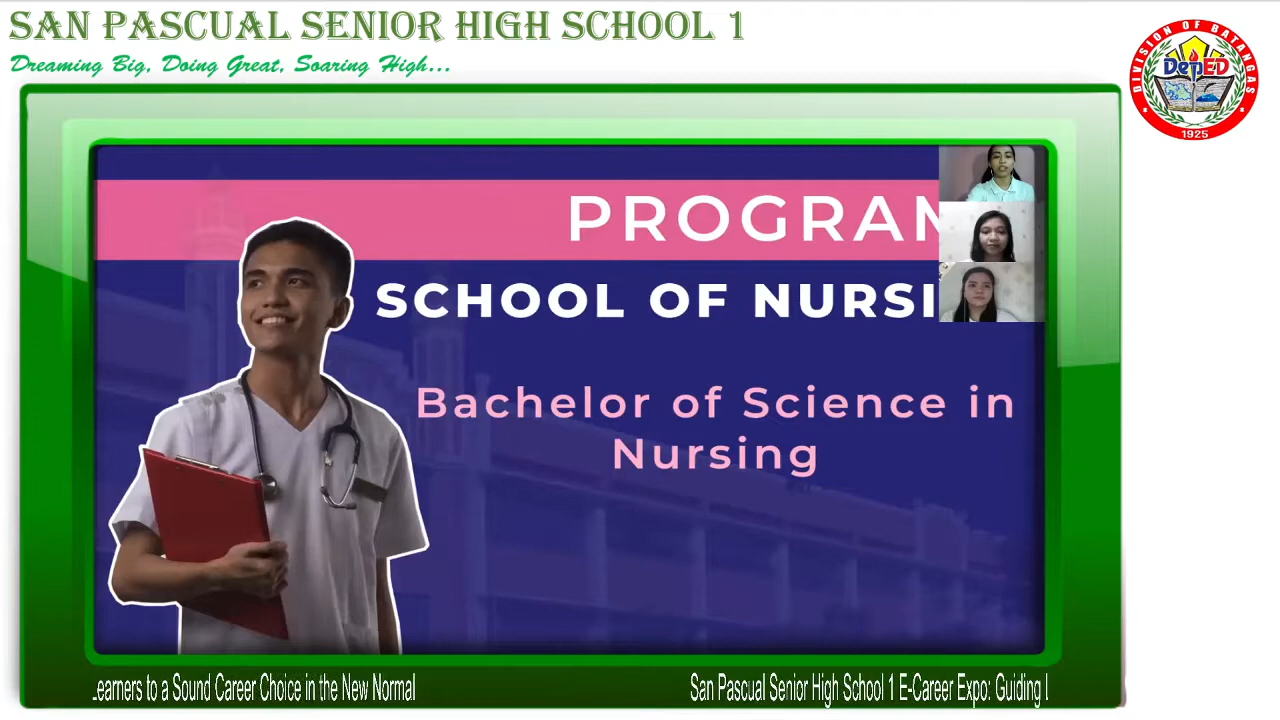 SAN PASCUAL SENIOR HIGH SCHOOL 1
Dreaming Big, Doing Great, Soaring High...
DIVISION OF BATANGAS
DepED
1925
PROGRAM
SCHOOL OF NURSI
Bachelor of Science in
Nursing
earners to a Sound Career Choice in the New Normal
San Pascual Senior High School 1 E-Career Expo: Guiding L